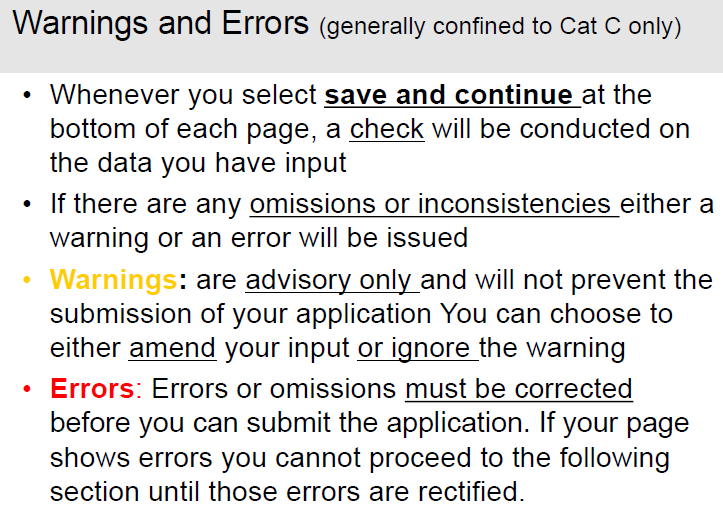 Warnings and Errors (generally confined to Cat C only)
• Whenever you select save and continue at the
bottom of each page, a check will be conducted on
the data you have input
• If there are any omissions or inconsistencies either a
warning or an error will be issued
• Warnings: are advisory only and will not prevent the
submission of your application You can choose to
either amend your input or ignore the warning
• Errors: Errors or omissions must be corrected
before you can submit the application. If your page
shows errors you cannot proceed to the following
section until those errors are rectified.